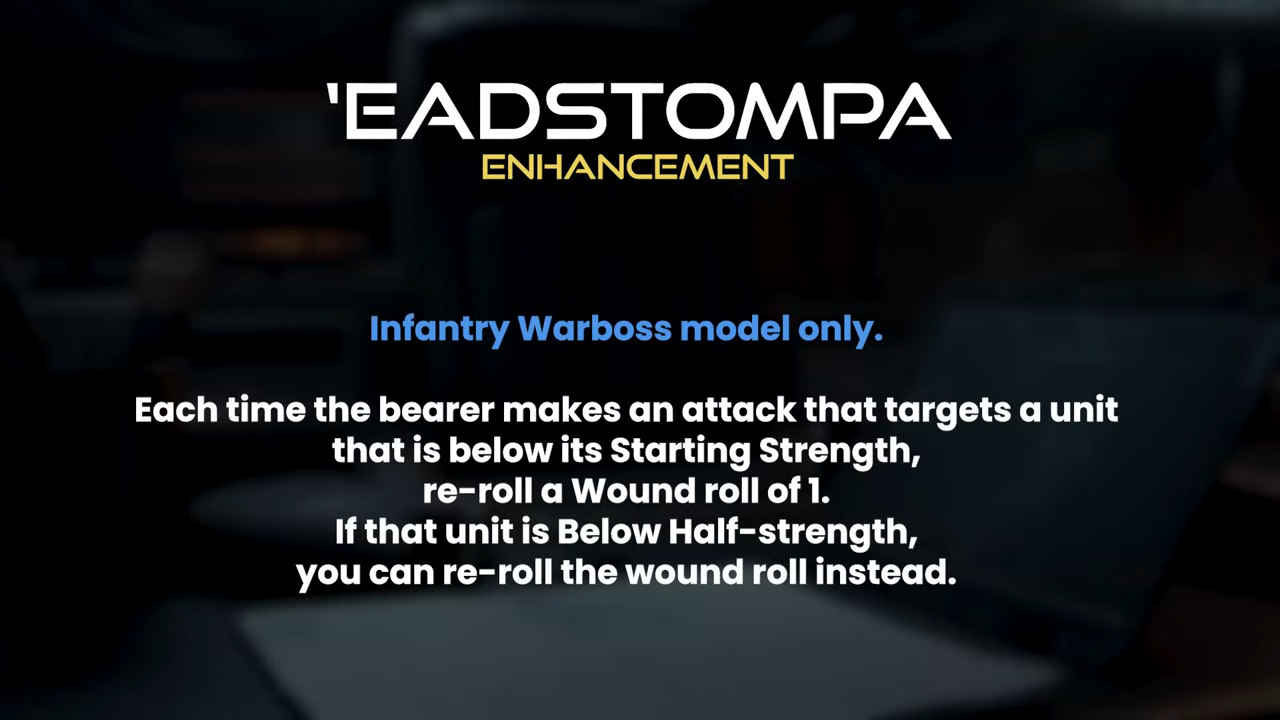 'EADSTOMPA
ENHANCEMENT
Infantry Warboss model only.
Each time the bearer makes an attack that targets a unit
that is below its Starting Strength,
re-roll a Wound roll of 1.
If that unit is Below Half-strength,
you can re-roll the wound roll instead.